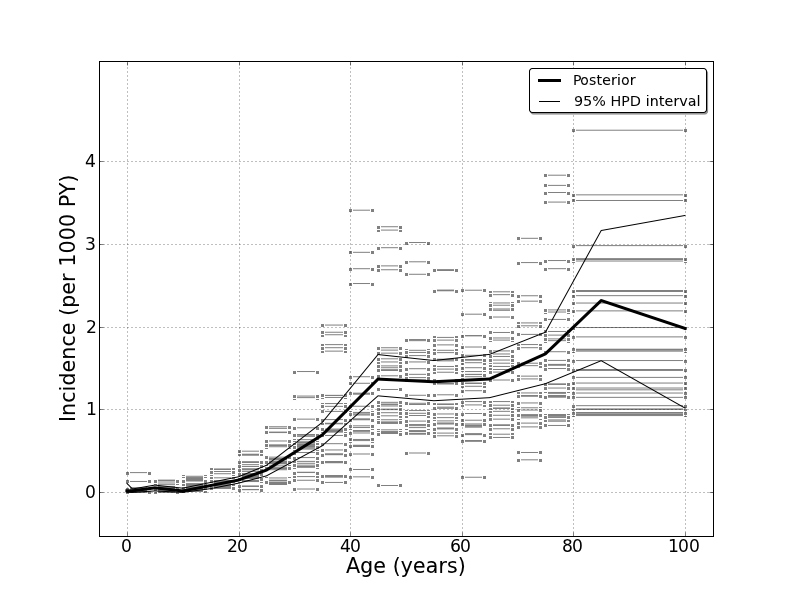 Posterior
95% HPD interval
4
3
2
1
0
Incidence (per 1000 PY)
0 20 40 60 80 100
Age (years)